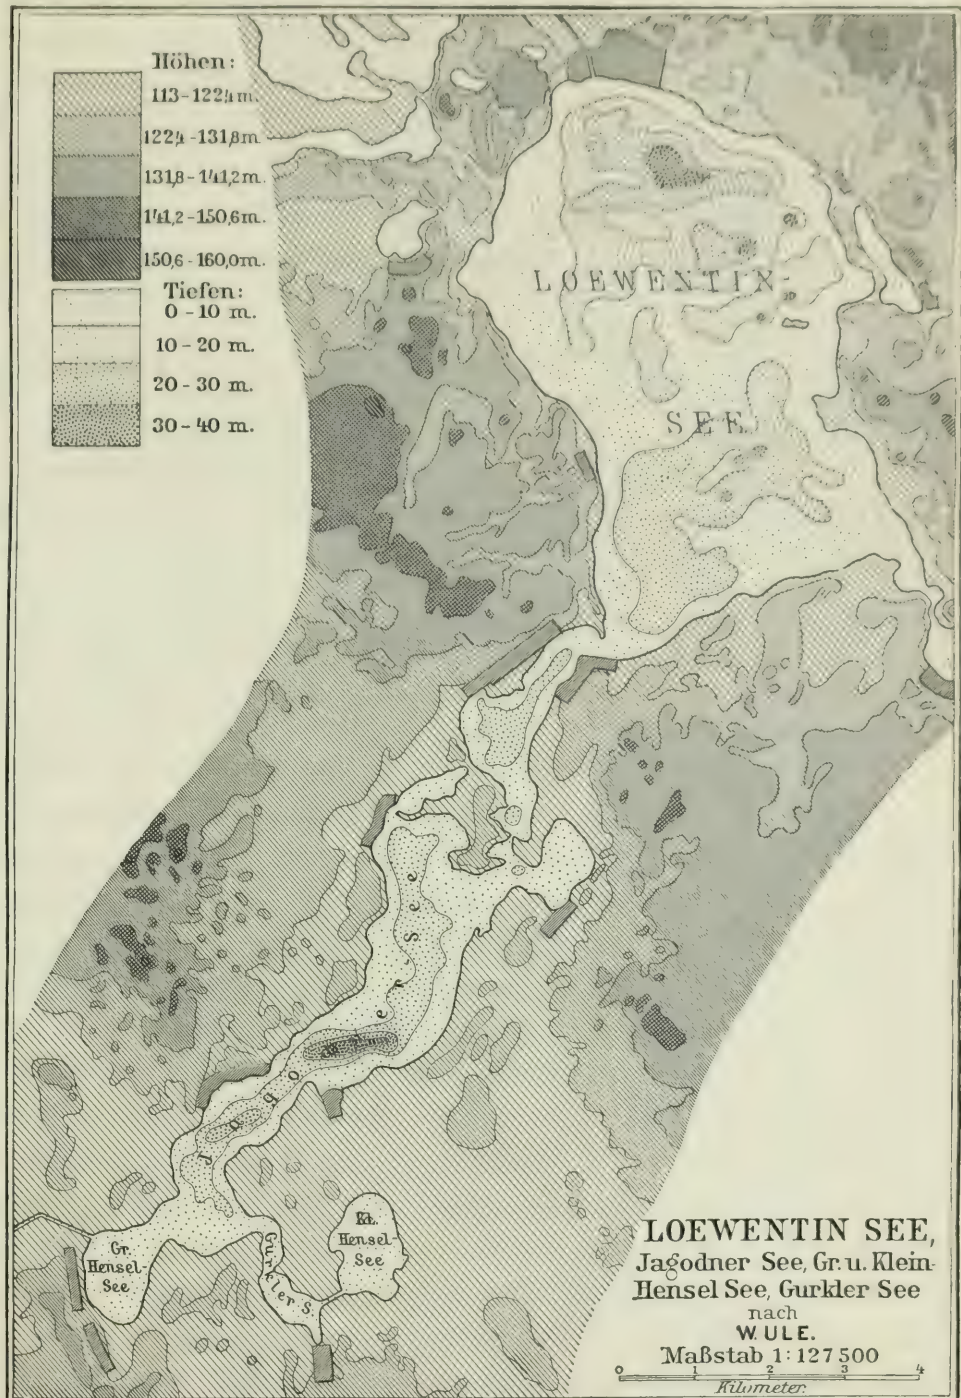 Höhen:
113-122,4 m.
122,4-131,8 m
131,8-141,2 m.
141,2-150,6 m.
150,6-160,0 m.
Tiefen:
0-10 m.
10-20 m.
20-30 m.
30-40 m.
LOEWENTIN
SEE
Jagodner See
Gr.
Hensel-
See
Gurkler S.
Kl.
Hensel-
See
LOEWENTIN SEE,
Jagodner See, Gr. u. Klein-
Hensel See, Gurkler See
nach
W. ULE.
Maßstab 1:127 500
0 1 2 3 4
Kilometer.